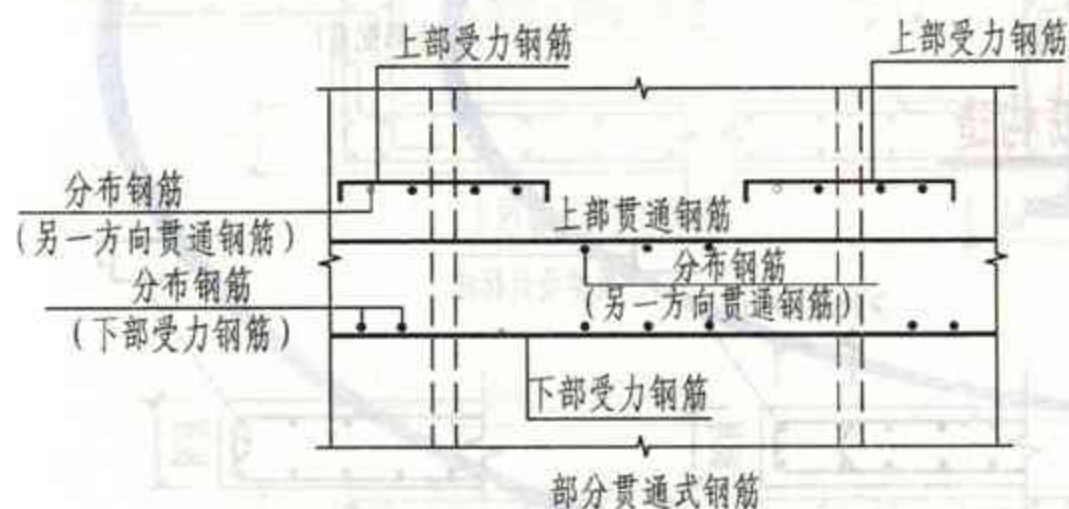 上部受力钢筋
上部受力钢筋
分布钢筋
(另一方向贯通钢筋)
上部贯通钢筋
分布钢筋
(另一方向贯通钢筋)
分布钢筋
(下部受力钢筋)
下部受力钢筋
部分贯通式钢筋